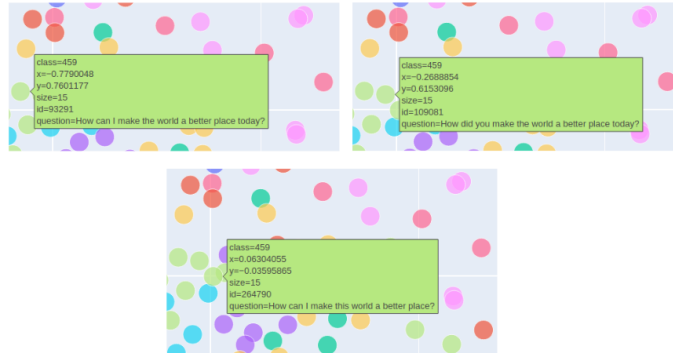 class=459
x=−0.7790048
y=0.7601177
size=15
id=93291
question=How can I make the world a better place today?
class=459
x=−0.2688854
y=0.6153096
size=15
id=109081
question=How did you make the world a better place today?
class=459
x=0.06304055
y=−0.03595865
size=15
id=264790
question=How can I make this world a better place?